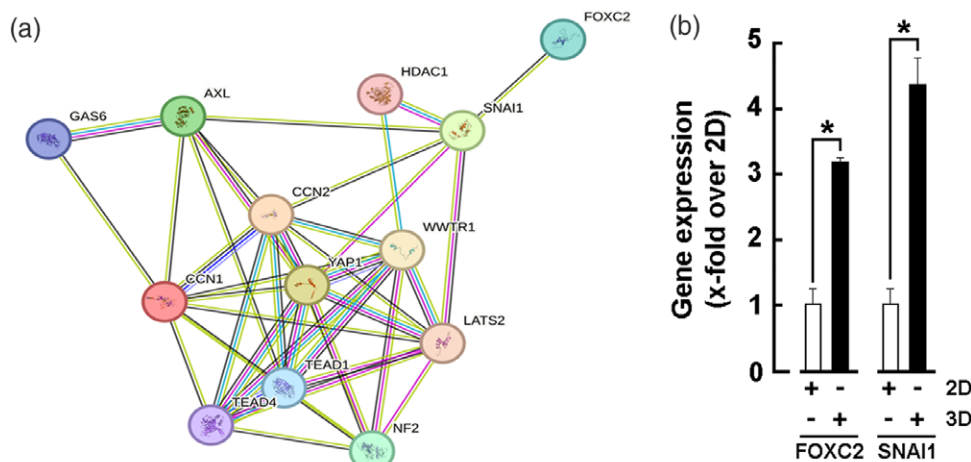 (a)
FOXC2
HDAC1
AXL
GAS6
SNAI1
CCN2
WWTR1
YAP1
CCN1
LATS2
TEAD1
TEAD4
NF2
(b)
Gene expression
(x-fold over 2D)
5
4
3
2
1
0
*
*
+ - + - 2D
- + - + 3D
FOXC2 SNAI1